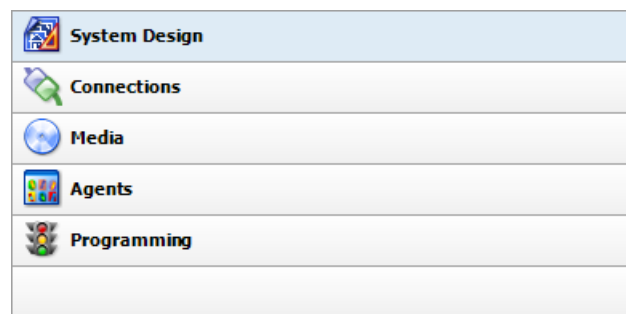 System Design
Connections
Media
Agents
Programming